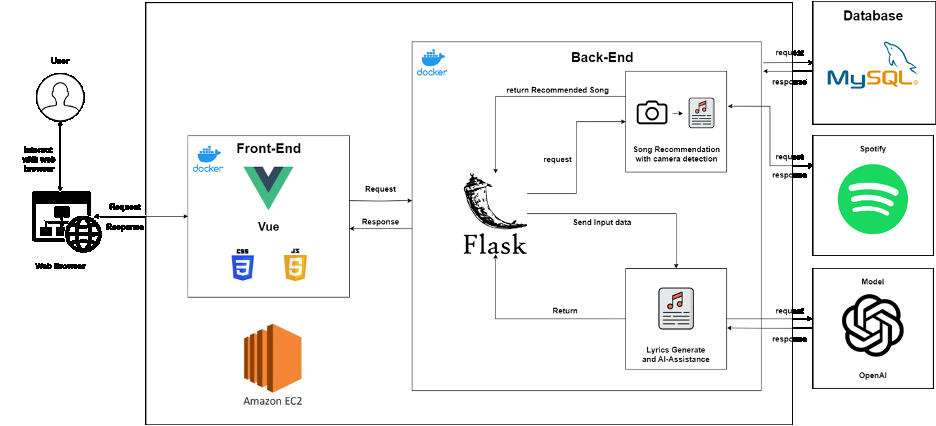 User
Interact
with web
browser
Web Browser
Request
Response
docker
Front-End
Vue
CSS
JS
Amazon EC2
Request
Response
docker
Back-End
return Recommended Song
request
Song Recommendation
with camera detection
Flask
Send Input data
Return
Lyrics Generate
and AI-Assistance
request
response
Database
MySQL
request
response
Spotify
request
response
Model
OpenAI